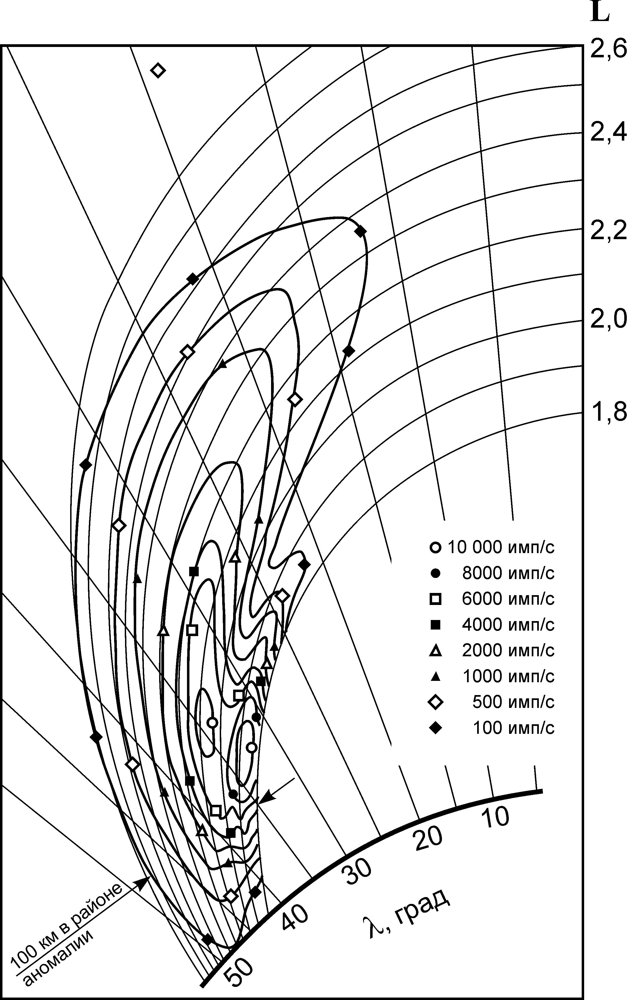 L
2,6
2,4
2,2
2,0
1,8
10 000 имп/с
8000 имп/с
6000 имп/с
4000 имп/с
2000 имп/с
1000 имп/с
500 имп/с
100 имп/с
10
20
30
40
50
λ, град
100 км в районе
аномалии